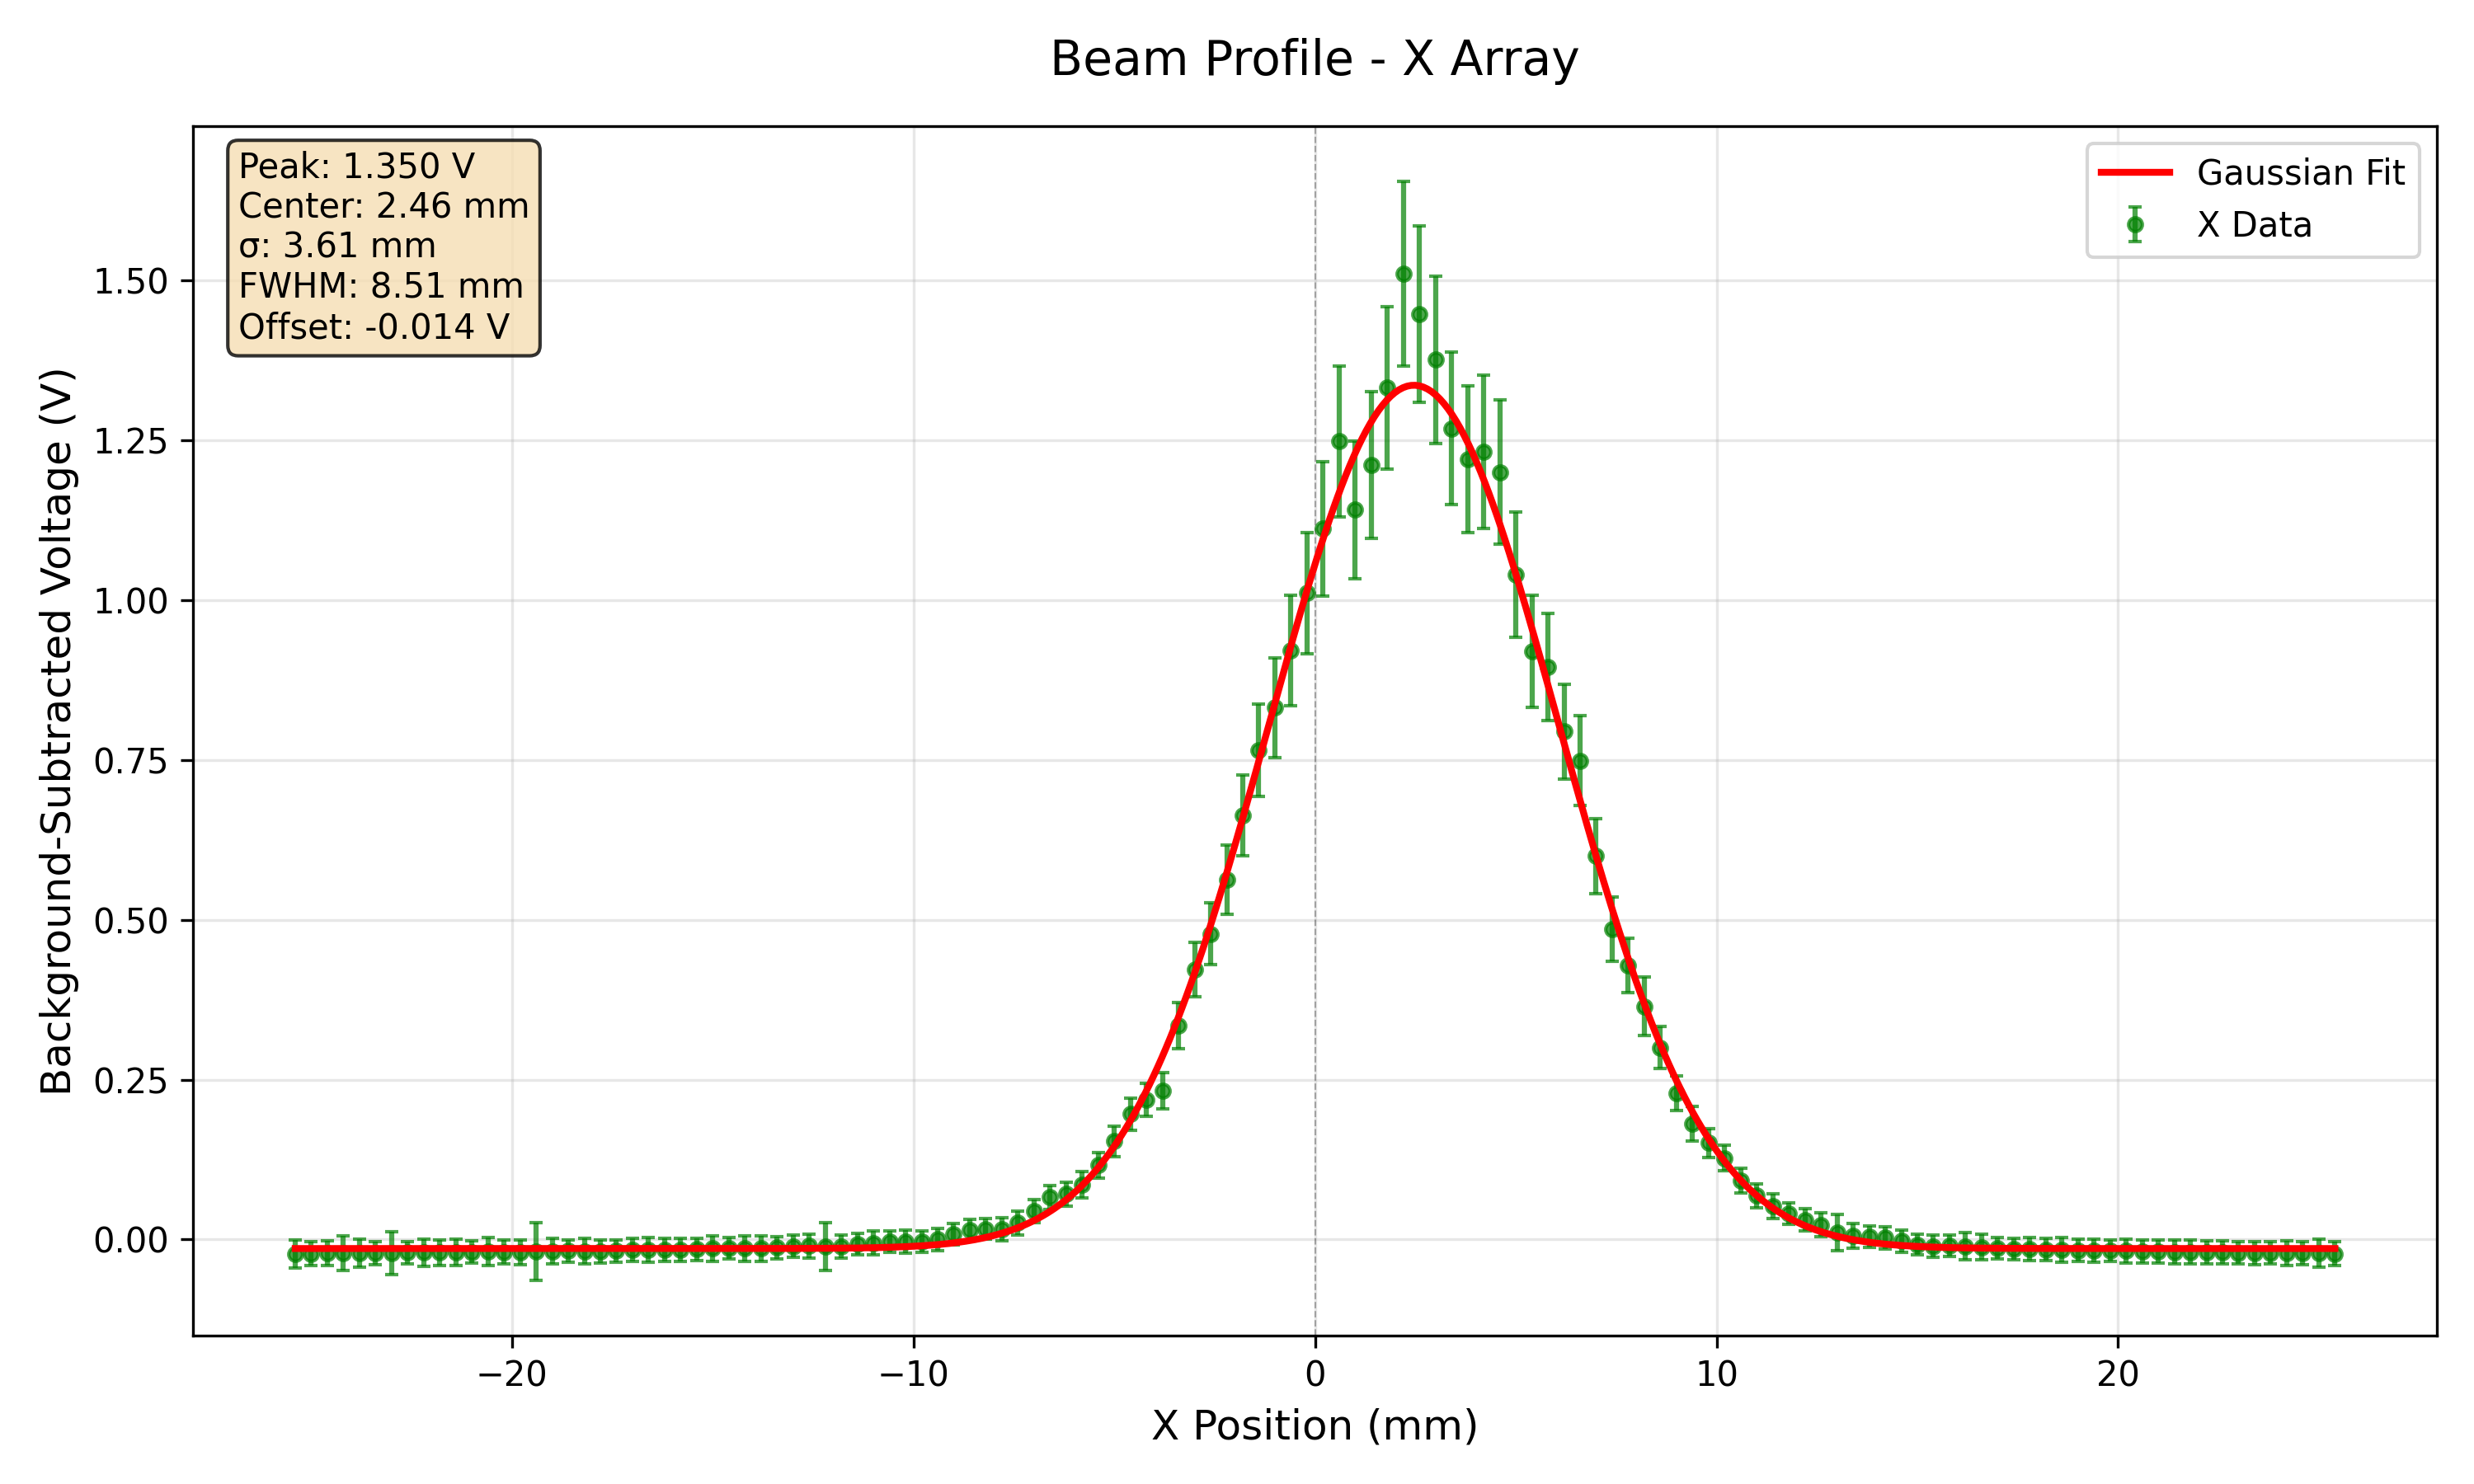 Beam Profile - X Array
Peak: 1.350 V
Center: 2.46 mm
σ: 3.61 mm
FWHM: 8.51 mm
Offset: -0.014 V
Gaussian Fit
X Data
Background-Subtracted Voltage (V)
1.50
1.25
1.00
0.75
0.50
0.25
0.00
−20
−10
0
10
20
X Position (mm)